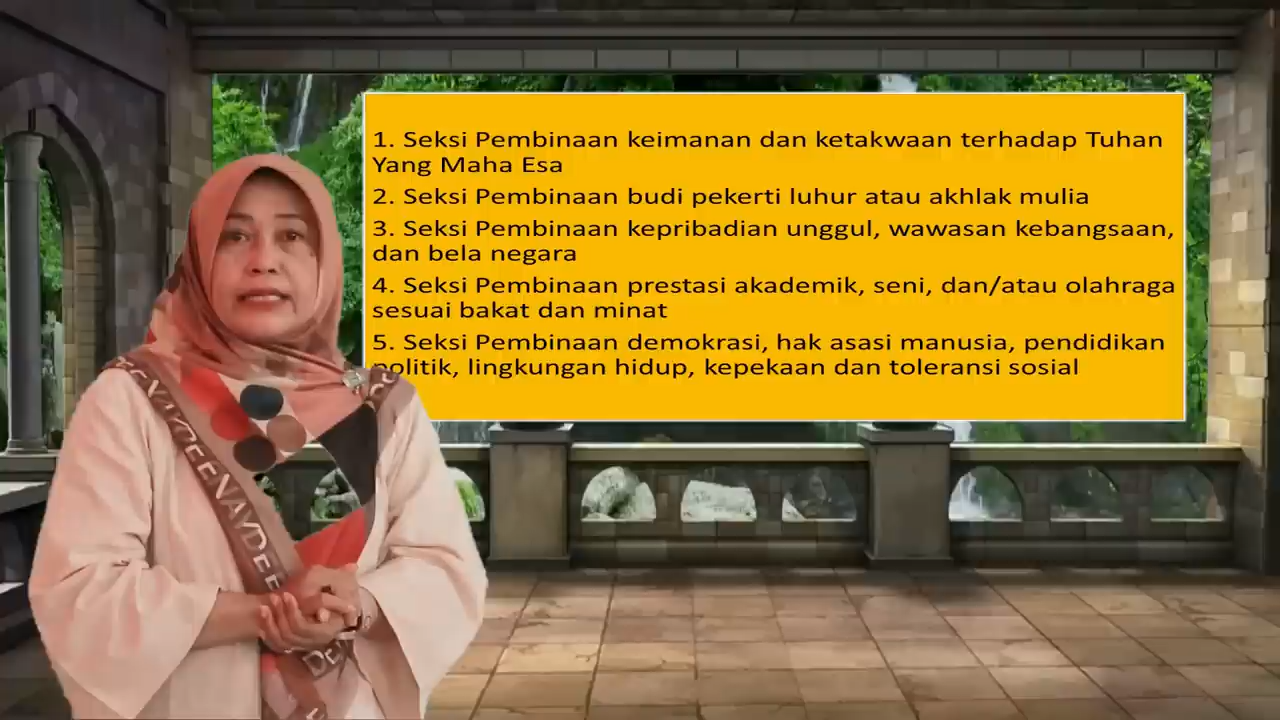 1. Seksi Pembinaan keimanan dan ketakwaan terhadap Tuhan
Yang Maha Esa
2. Seksi Pembinaan budi pekerti luhur atau akhlak mulia
3. Seksi Pembinaan kepribadian unggul, wawasan kebangsaan,
dan bela negara
4. Seksi Pembinaan prestasi akademik, seni, dan/atau olahraga
sesuai bakat dan minat
5. Seksi Pembinaan demokrasi, hak asasi manusia, pendidikan
politik, lingkungan hidup, kepekaan dan toleransi sosial